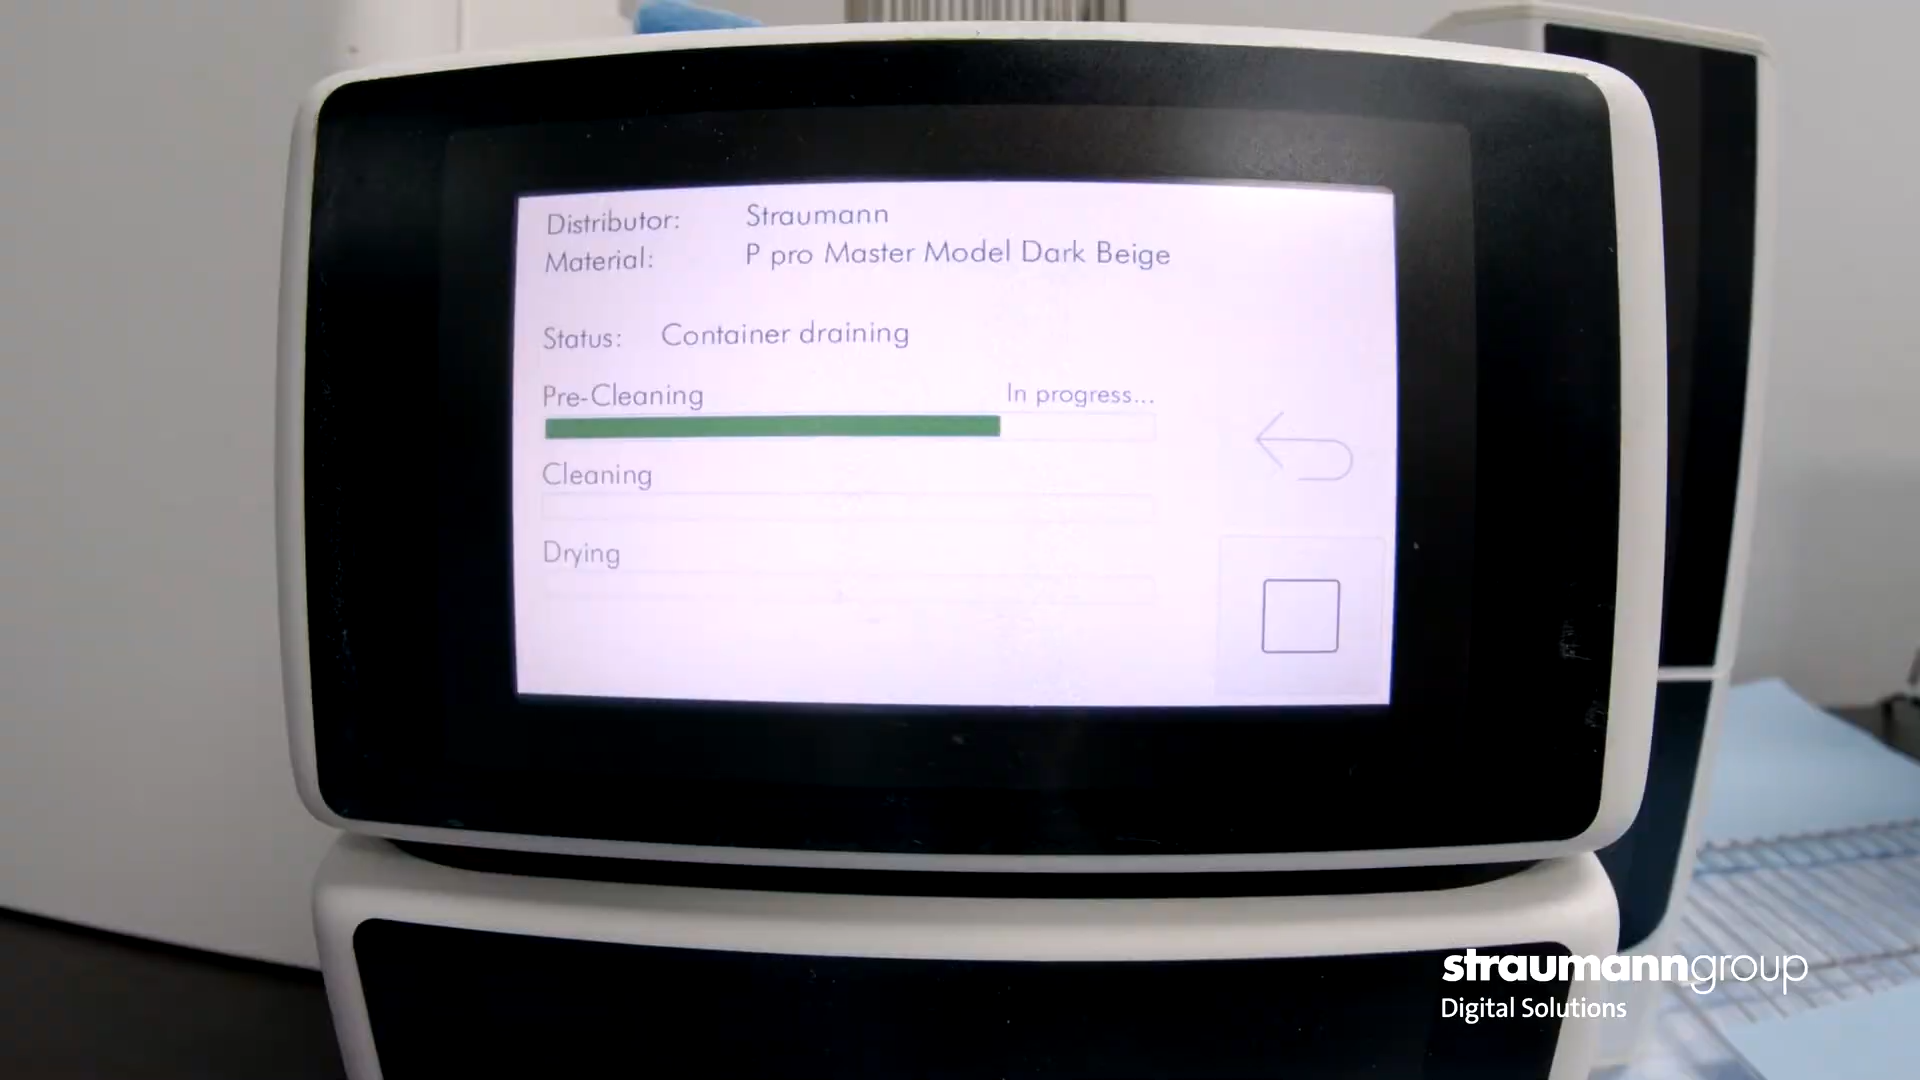 Distributor: Straumann
Material: P pro Master Model Dark Beige
Status: Container draining
Pre-Cleaning In progress...
Cleaning
Drying
straumanngroup
Digital Solutions